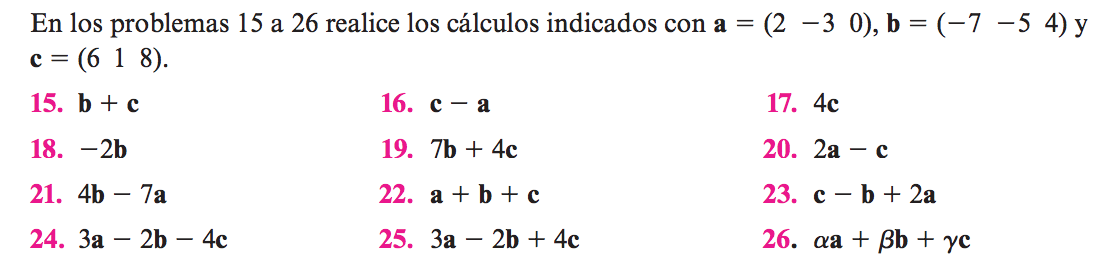 En los problemas 15 a 26 realice los cálculos indicados con a = (2 −3 0), b = (−7 −5 4) y
c = (6 1 8).
15. b + c 16. c − a 17. 4c
18. −2b 19. 7b + 4c 20. 2a − c
21. 4b − 7a 22. a + b + c 23. c − b + 2a
24. 3a − 2b − 4c 25. 3a − 2b + 4c 26. αa + βb + γc